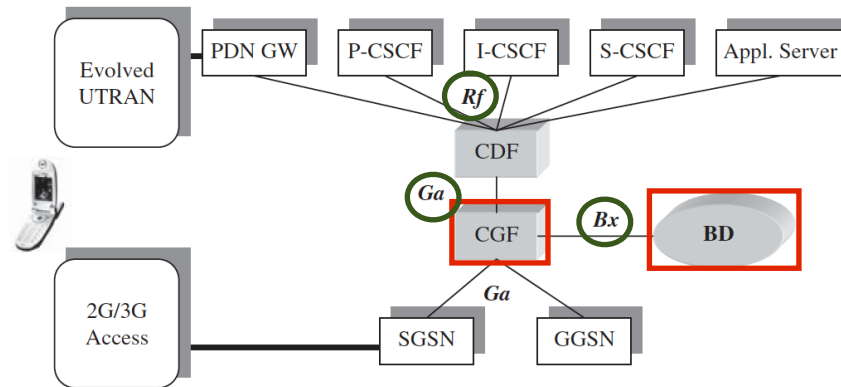 PDN GW
P-CSCF
I-CSCF
S-CSCF
Appl. Server
Evolved
UTRAN
Rf
CDF
Ga
CGF
Bx
BD
Ga
2G/3G
Access
SGSN
GGSN